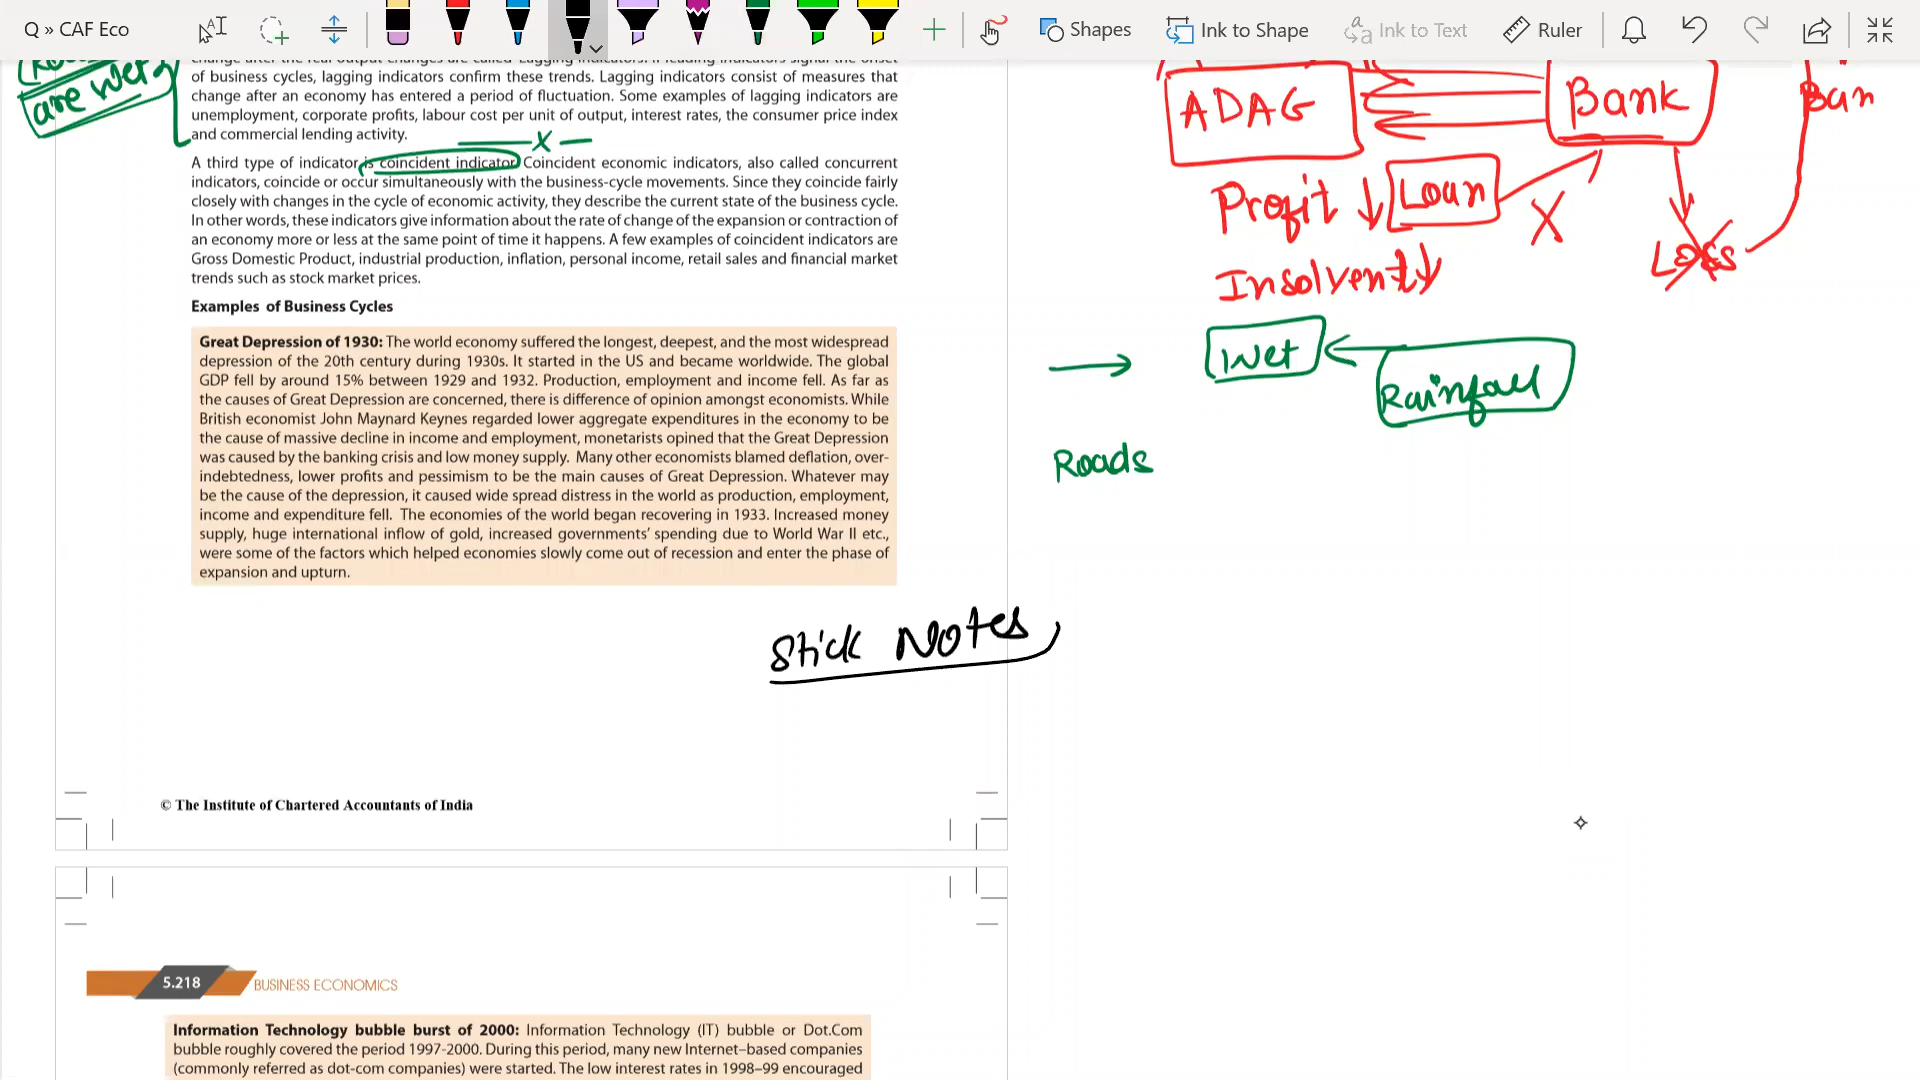 Q » CAF Eco
Shapes
Ink to Shape
Ink to Text
Ruler
are wet
of business cycles, lagging indicators confirm these trends. Lagging indicators consist of measures that
change after an economy has entered a period of fluctuation. Some examples of lagging indicators are
unemployment, corporate profits, labour cost per unit of output, interest rates, the consumer price index
and commercial lending activity.
x
A third type of indicator is coincident indicator. Coincident economic indicators, also called concurrent
indicators, coincide or occur simultaneously with the business-cycle movements. Since they coincide fairly
closely with changes in the cycle of economic activity, they describe the current state of the business cycle.
In other words, these indicators give information about the rate of change of the expansion or contraction of
an economy more or less at the same point of time it happens. A few examples of coincident indicators are
Gross Domestic Product, industrial production, inflation, personal income, retail sales and financial market
trends such as stock market prices.
Examples of Business Cycles
Great Depression of 1930: The world economy suffered the longest, deepest, and the most widespread
depression of the 20th century during 1930s. It started in the US and became worldwide. The global
GDP fell by around 15% between 1929 and 1932. Production, employment and income fell. As far as
the causes of Great Depression are concerned, there is difference of opinion amongst economists. While
British economist John Maynard Keynes regarded lower aggregate expenditures in the economy to be
the cause of massive decline in income and employment, monetarists opined that the Great Depression
was caused by the banking crisis and low money supply. Many other economists blamed deflation, over-
indebtedness, lower profits and pessimism to be the main causes of Great Depression. Whatever may
be the cause of the depression, it caused wide spread distress in the world as production, employment,
income and expenditure fell. The economies of the world began recovering in 1933. Increased money
supply, huge international inflow of gold, increased governments' spending due to World War II etc.,
were some of the factors which helped economies slowly come out of recession and enter the phase of
expansion and upturn.
Stick Notes
© The Institute of Chartered Accountants of India
5.218 BUSINESS ECONOMICS
Information Technology bubble burst of 2000: Information Technology (IT) bubble or Dot.Com
bubble roughly covered the period 1997-2000. During this period, many new Internet–based companies
(commonly referred as dot-com companies) were started. The low interest rates in 1998–99 encouraged
ADAG
Bank
Ban
Profit ↓ Loan
X
Loss
Insolvent ↓
→ Wet ← Rainfall
Roads